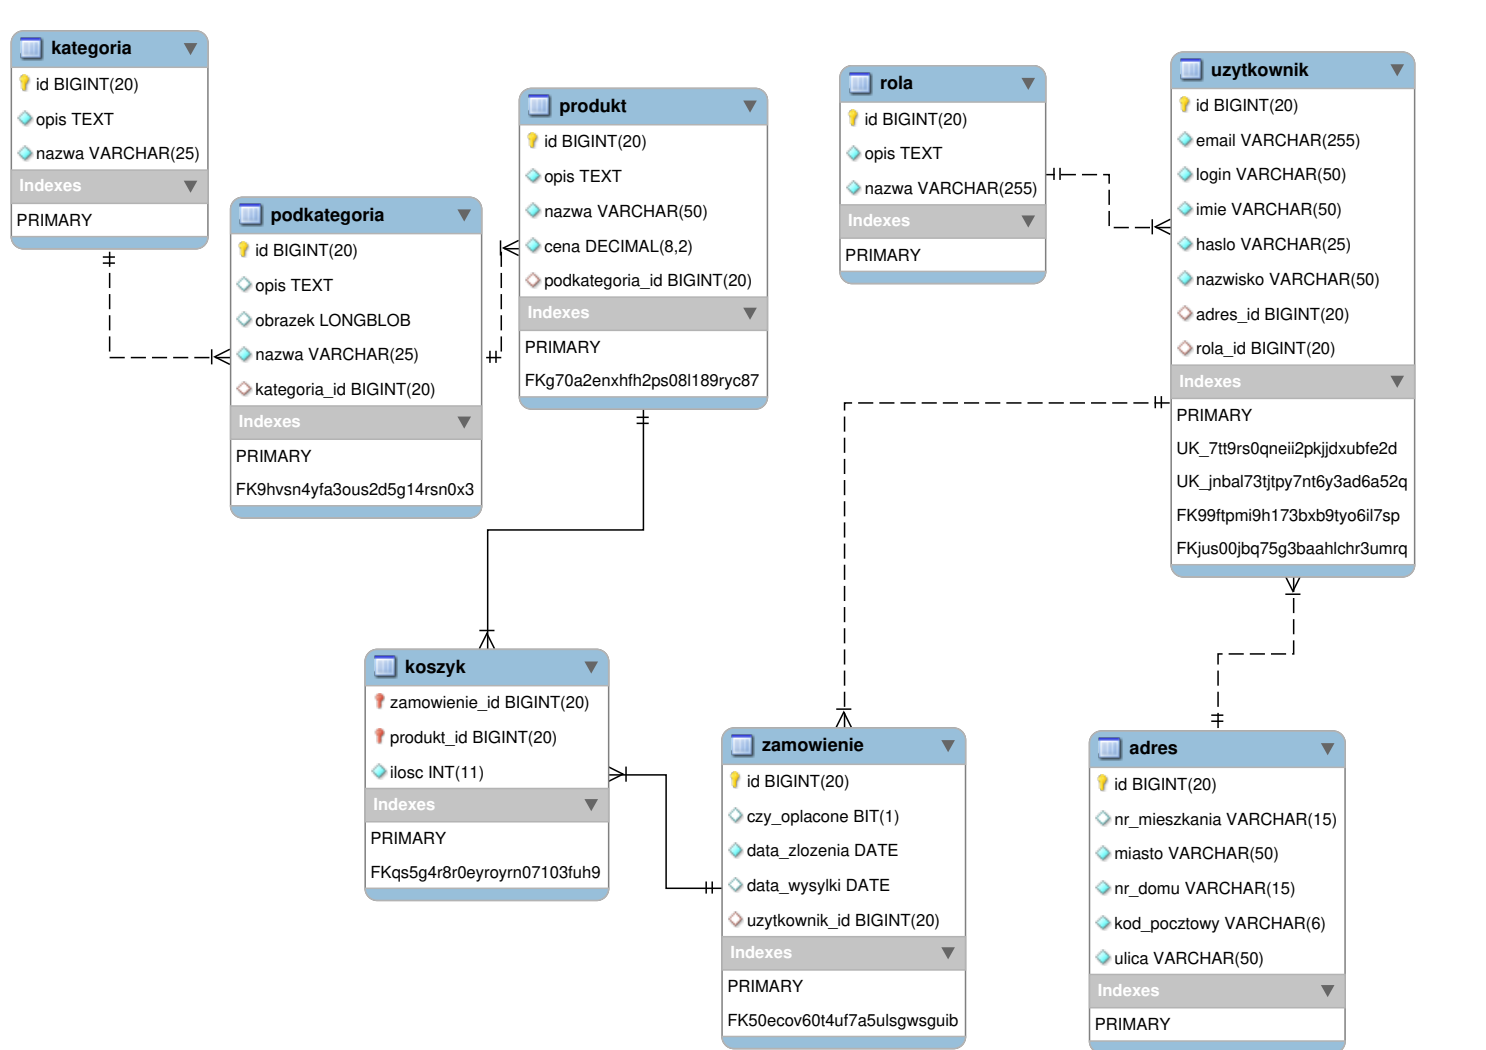 kategoria
id BIGINT(20)
opis TEXT
nazwa VARCHAR(25)
Indexes
PRIMARY
podkategoria
id BIGINT(20)
opis TEXT
obrazek LONGBLOB
nazwa VARCHAR(25)
kategoria_id BIGINT(20)
Indexes
PRIMARY
FK9hvsn4yfa3ous2d5g14rsn0x3
produkt
id BIGINT(20)
opis TEXT
nazwa VARCHAR(50)
cena DECIMAL(8,2)
podkategoria_id BIGINT(20)
Indexes
PRIMARY
FKg70a2enxhfh2ps08l189ryc87
rola
id BIGINT(20)
opis TEXT
nazwa VARCHAR(255)
Indexes
PRIMARY
uzytkownik
id BIGINT(20)
email VARCHAR(255)
login VARCHAR(50)
imie VARCHAR(50)
haslo VARCHAR(25)
nazwisko VARCHAR(50)
adres_id BIGINT(20)
rola_id BIGINT(20)
Indexes
PRIMARY
UK_7tt9rs0qneii2pkjjdxubfe2d
UK_jnbal73tjtpy7nt6y3ad6a52q
FK99ftpmi9h173bxb9tyo6il7sp
FKjus00jbq75g3baahlchr3umrq
koszyk
zamowienie_id BIGINT(20)
produkt_id BIGINT(20)
ilosc INT(11)
Indexes
PRIMARY
FKqs5g4r8r0eyroyrn07103fuh9
zamowienie
id BIGINT(20)
czy_oplacone BIT(1)
data_zlozenia DATE
data_wysylki DATE
uzytkownik_id BIGINT(20)
Indexes
PRIMARY
FK50ecov60t4uf7a5ulsgwsguib
adres
id BIGINT(20)
nr_mieszkania VARCHAR(15)
miasto VARCHAR(50)
nr_domu VARCHAR(15)
kod_pocztowy VARCHAR(6)
ulica VARCHAR(50)
Indexes
PRIMARY